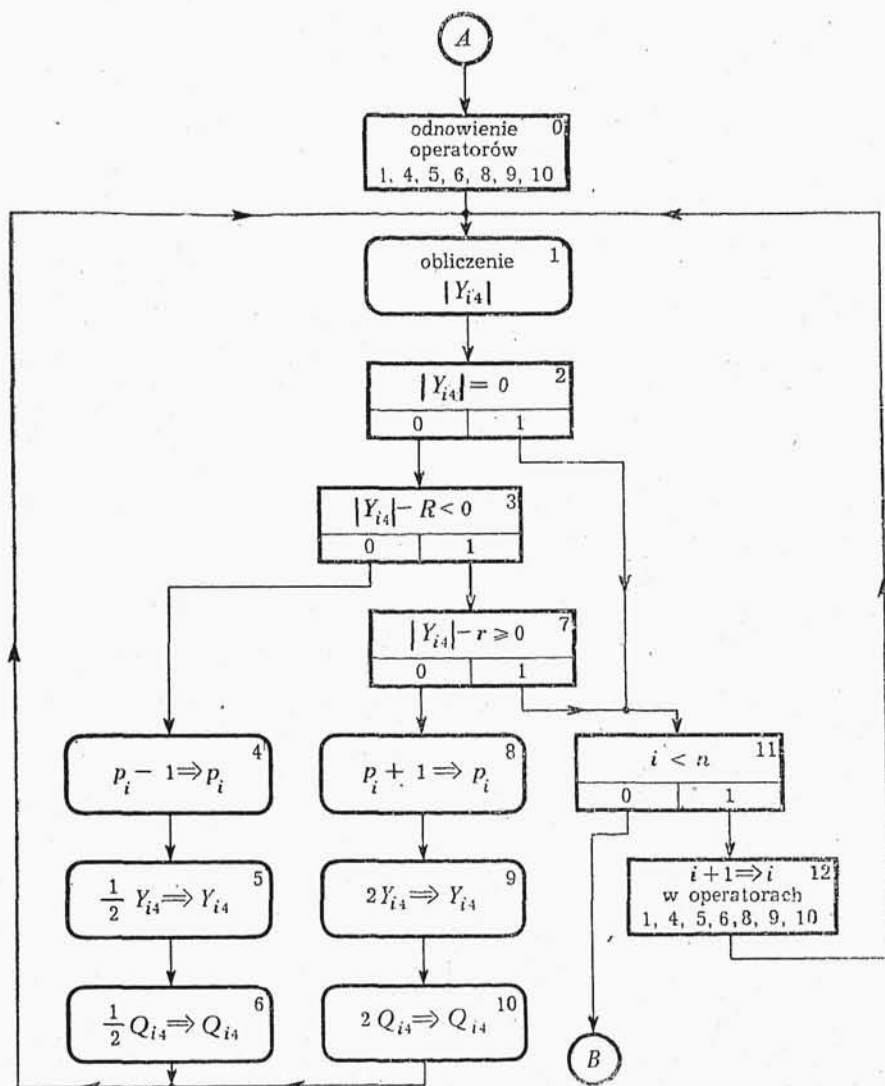 A
0
odnowienie
operatorów
1, 4, 5, 6, 8, 9, 10
1
obliczenie
|Y_{i4}|
2
|Y_{i4}| = 0
0 1
3
|Y_{i4}| − R < 0
0 1
7
|Y_{i4}| − r ⩾ 0
0 1
4
p_i − 1 ⇒ p_i
8
p_i + 1 ⇒ p_i
11
i < n
0 1
5
1/2 Y_{i4} ⇒ Y_{i4}
9
2Y_{i4} ⇒ Y_{i4}
12
i + 1 ⇒ i
w operatorach
1, 4, 5, 6, 8, 9, 10
6
1/2 Q_{i4} ⇒ Q_{i4}
10
2 Q_{i4} ⇒ Q_{i4}
B